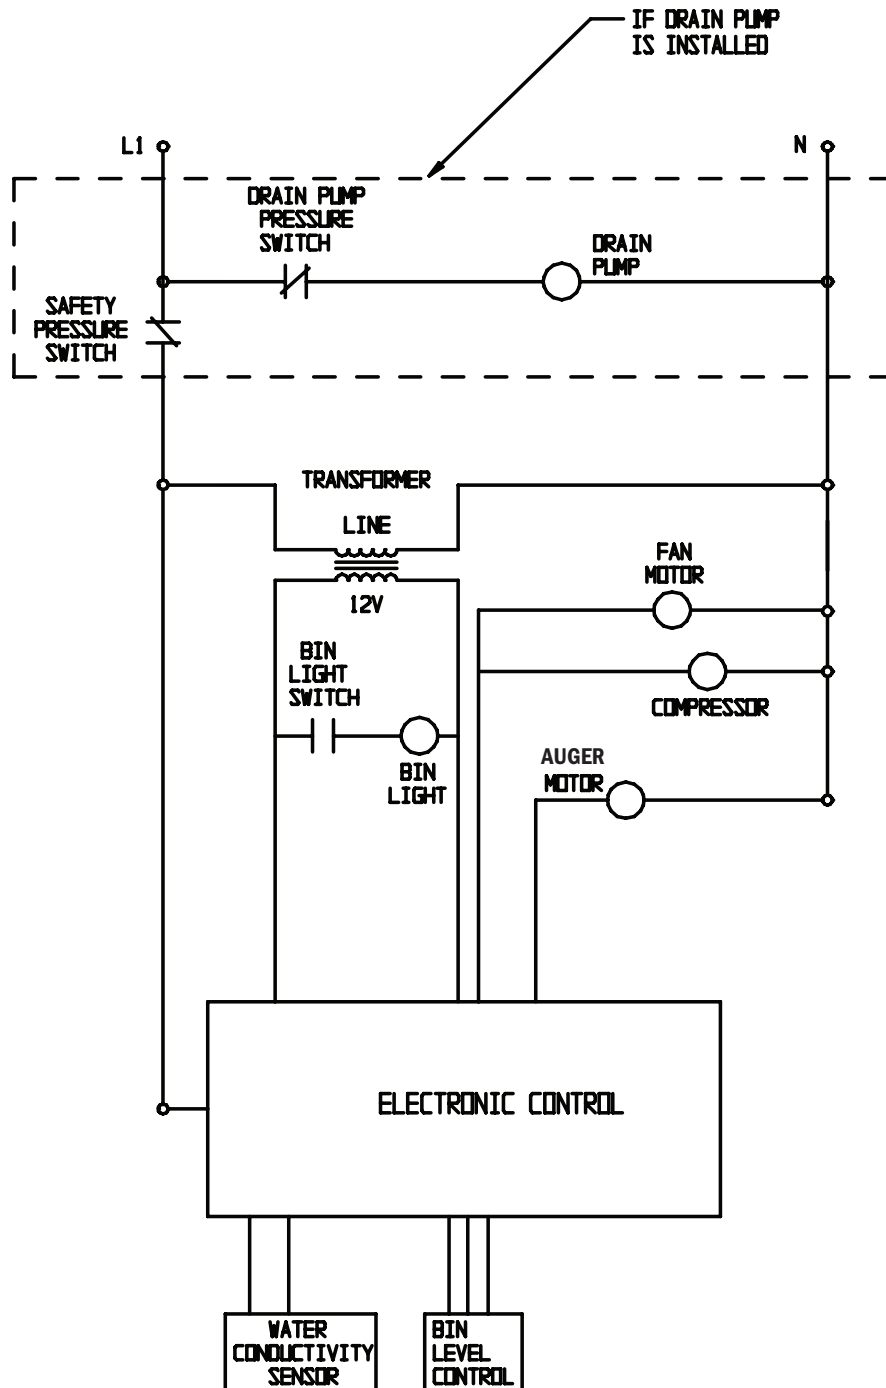 IF DRAIN PUMP
IS INSTALLED
L1
N
DRAIN PUMP
PRESSURE
SWITCH
DRAIN
PUMP
SAFETY
PRESSURE
SWITCH
TRANSFORMER
LINE
12V
FAN
MOTOR
BIN
LIGHT
SWITCH
COMPRESSOR
BIN
LIGHT
AUGER
MOTOR
ELECTRONIC CONTROL
WATER
CONDUCTIVITY
SENSOR
BIN
LEVEL
CONTROL